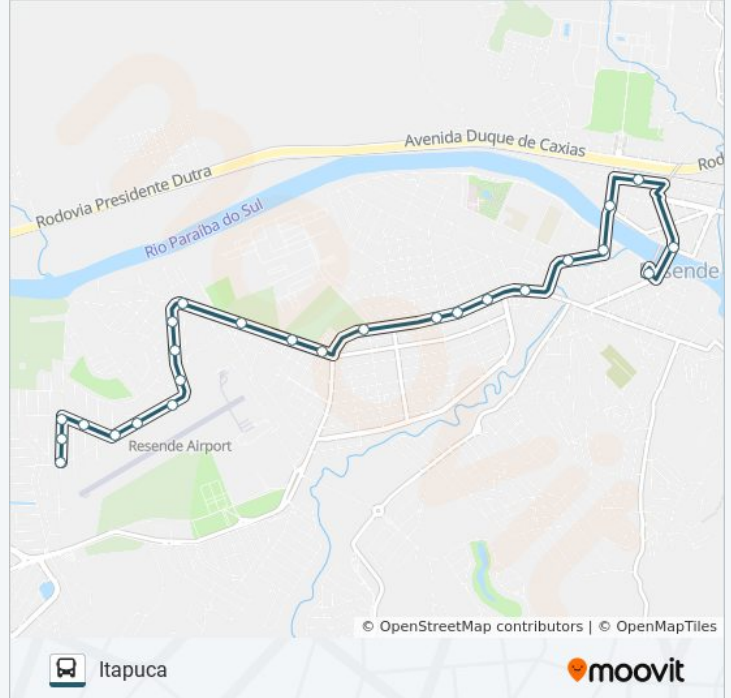 Avenida Duque de Caxias
Rod
Rodovia Presidente Dutra
Rio Paraíba do Sul
sende
Resende Airport
© OpenStreetMap contributors | © OpenMapTiles
Itapuca
moovit